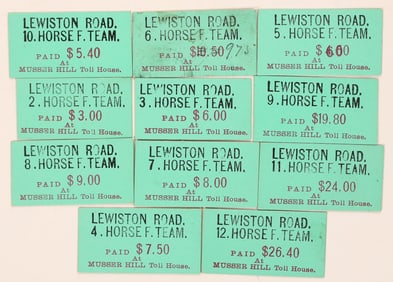 LEWISTON ROAD.
10. HORSE F. TEAM.
PAID $5.40
At
MUSSER HILL Toll House.
LEWISTON ROAD.
6. HORSE F. TEAM.
PAID $10.50 975
At
MUSSER HILL Toll House.
LEWISTON ROAD.
5. HORSE F. TEAM.
PAID $6.60
At
MUSSER HILL Toll House.
LEWISTON ROAD.
2. HORSE F. TEAM.
PAID $3.00
At
MUSSER HILL Toll House.
LEWISTON ROAD.
3. HORSE F. TEAM.
PAID $6.00
At
MUSSER HILL Toll House.
LEWISTON ROAD.
9. HORSE F. TEAM.
PAID $19.80
At
MUSSER HILL Toll House.
LEWISTON ROAD.
8. HORSE F. TEAM.
PAID $9.00
At
MUSSER HILL Toll House.
LEWISTON ROAD.
7. HORSE F. TEAM.
PAID $8.00
At
MUSSER HILL Toll House.
LEWISTON ROAD.
11. HORSE F. TEAM.
PAID $24.00
At
MUSSER HILL Toll House.
LEWISTON ROAD.
4. HORSE F. TEAM.
PAID $7.50
At
MUSSER HILL Toll House.
LEWISTON ROAD.
12. HORSE F. TEAM.
PAID $26.40
At
MUSSER HILL Toll House.